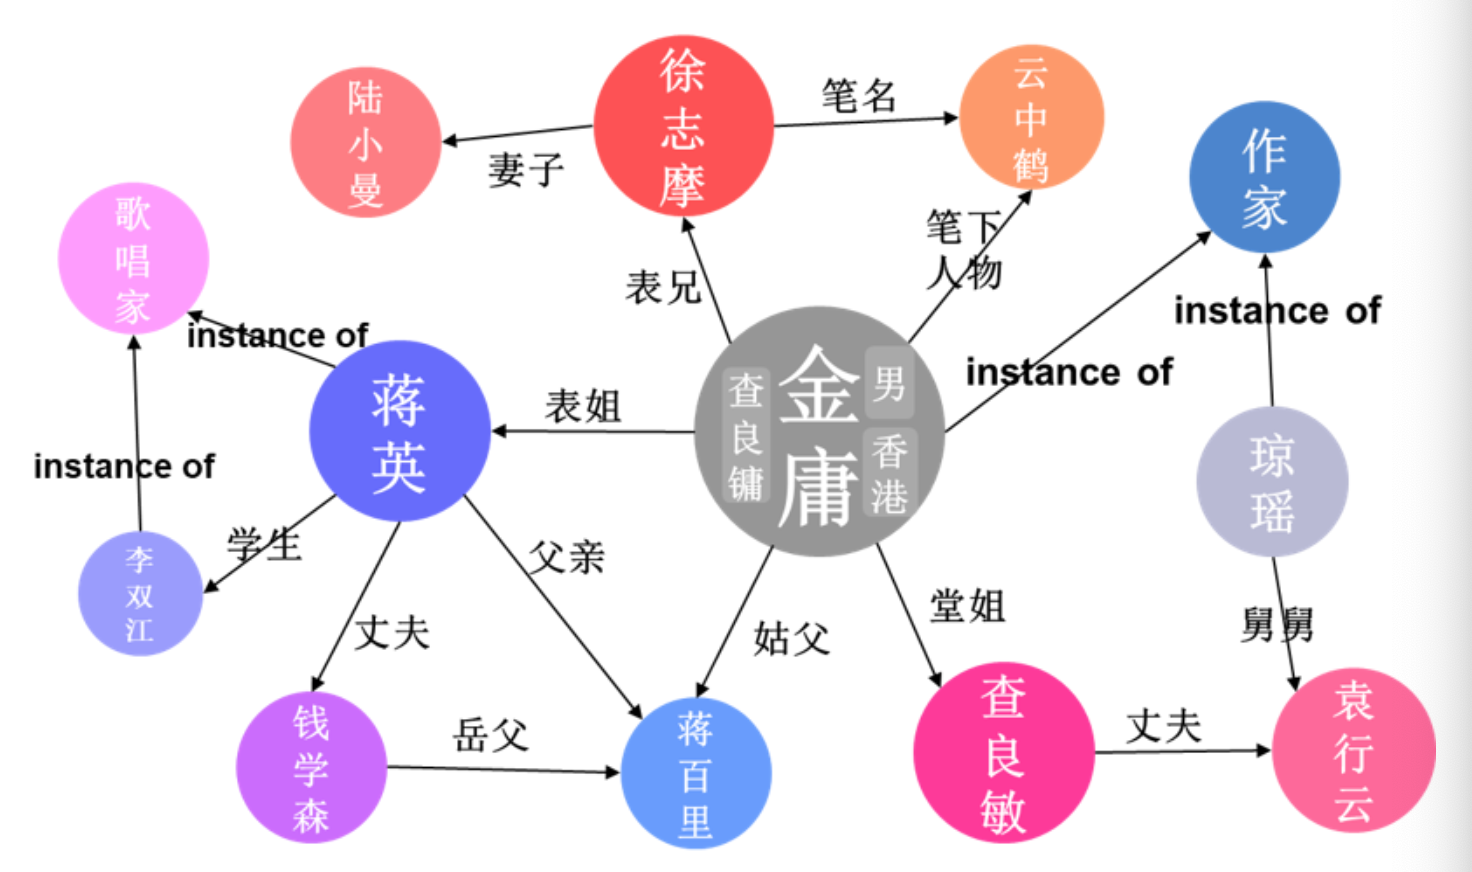 徐志摩
笔名
云中鹤
陆小曼
妻子
作家
歌唱家
笔下
人物
表兄
instance of
instance of
蒋英
表姐
金庸
查良镛
男
香港
instance of
琼瑶
instance of
李双江
学生
父亲
丈夫
姑父
堂姐
舅舅
钱学森
岳父
蒋百里
查良敏
丈夫
袁行云